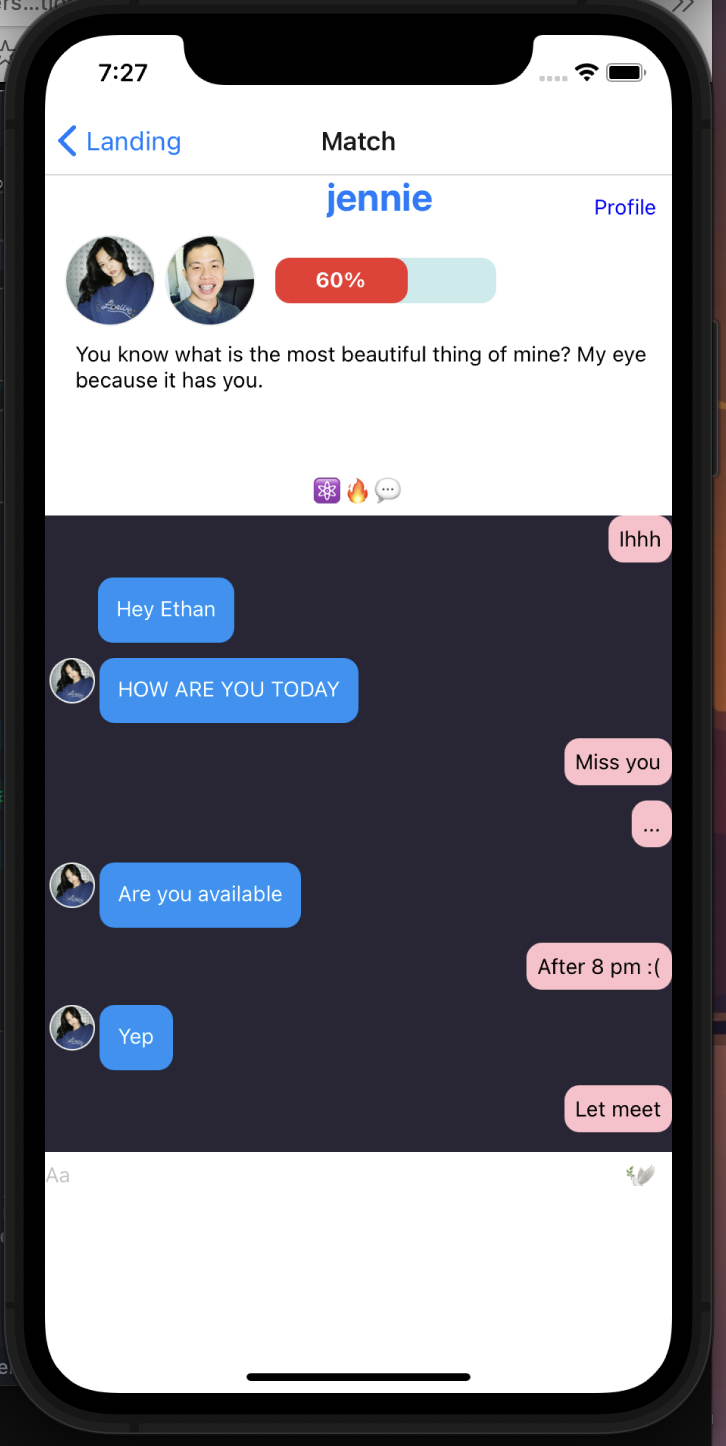 7:27
Landing
Match
jennie
Profile
60%
You know what is the most beautiful thing of mine? My eye
because it has you.
Ihhh
Hey Ethan
HOW ARE YOU TODAY
Miss you
...
Are you available
After 8 pm :(
Yep
Let meet
Aa